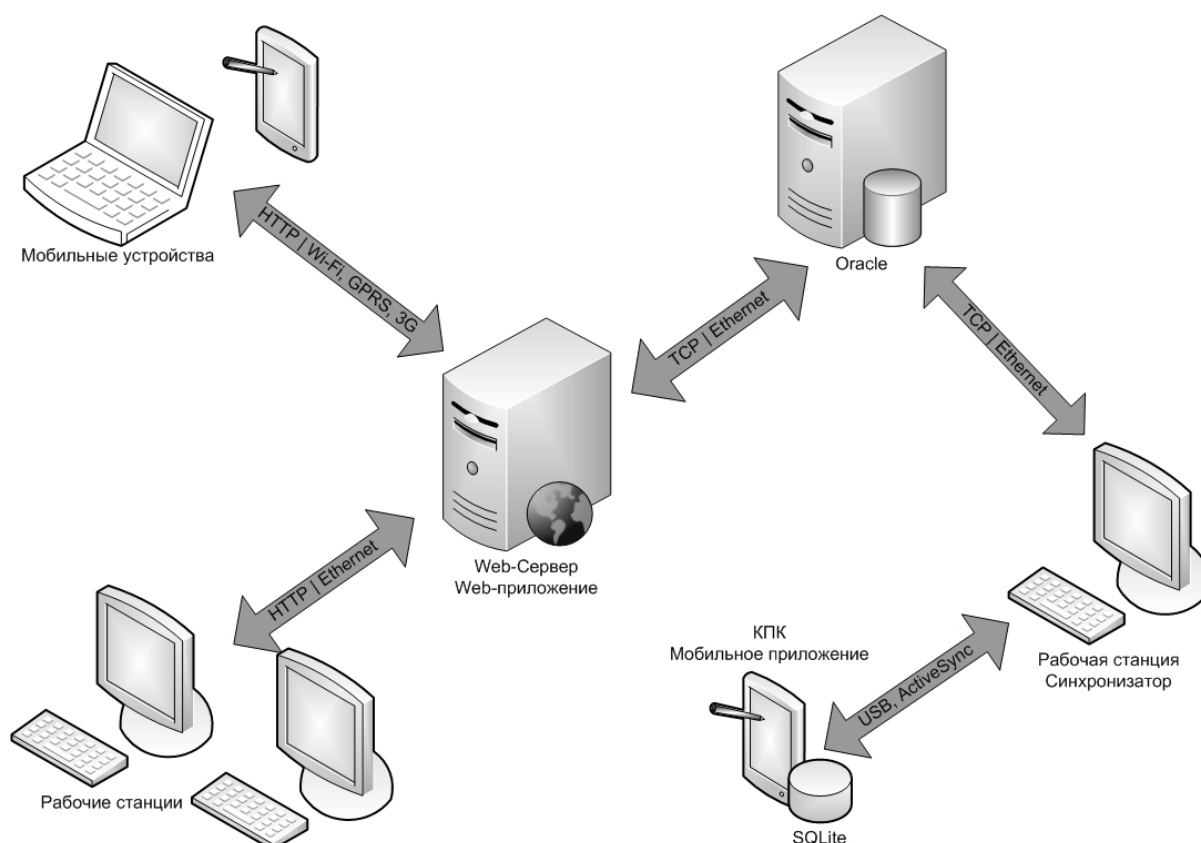 Мобильные устройства
HTTP | Wi-Fi, GPRS, 3G
Oracle
TCP | Ethernet
TCP | Ethernet
Web-Сервер
Web-приложение
HTTP | Ethernet
Рабочие станции
КПК
Мобильное приложение
USB, ActiveSync
SQLite
Рабочая станция
Синхронизатор